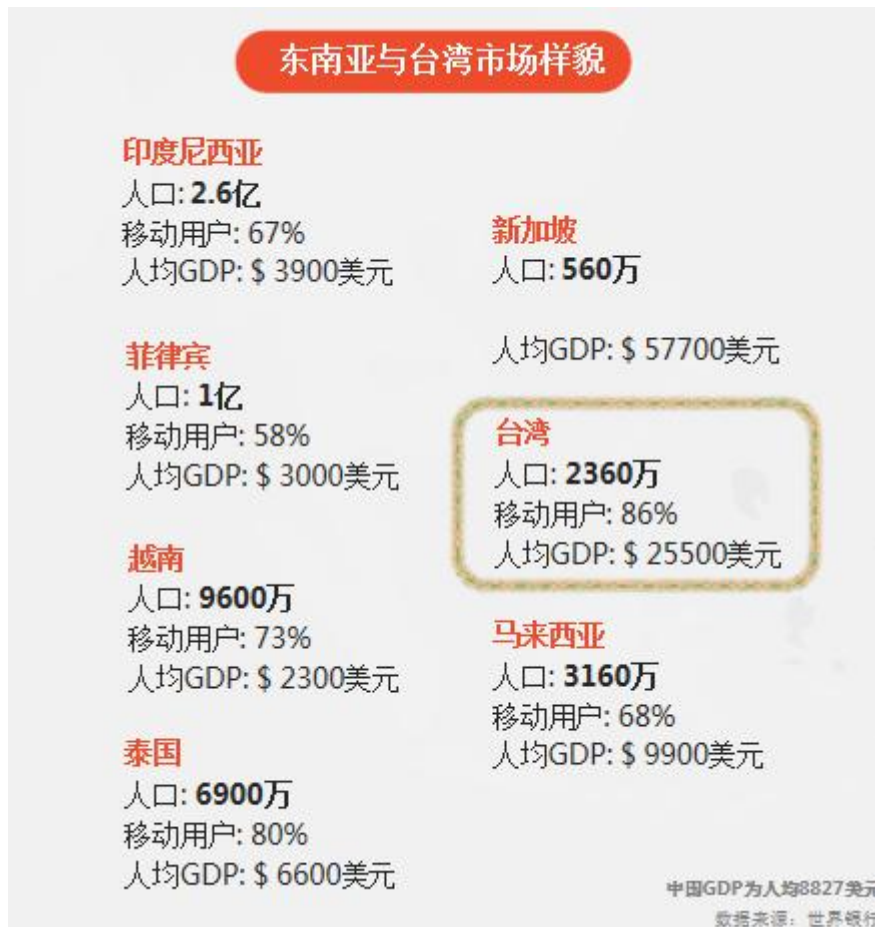 东南亚与台湾市场样貌
印度尼西亚
人口: 2.6亿
移动用户: 67%
人均GDP: $ 3900美元
菲律宾
人口: 1亿
移动用户: 58%
人均GDP: $ 3000美元
越南
人口: 9600万
移动用户: 73%
人均GDP: $ 2300美元
泰国
人口: 6900万
移动用户: 80%
人均GDP: $ 6600美元
新加坡
人口: 560万
人均GDP: $ 57700美元
台湾
人口: 2360万
移动用户: 86%
人均GDP: $ 25500美元
马来西亚
人口: 3160万
移动用户: 68%
人均GDP: $ 9900美元
中国GDP为人均8827美元
数据来源：世界银行